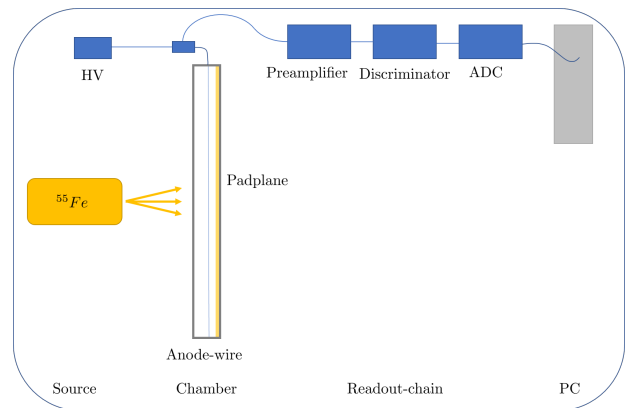 HV
Preamplifier
Discriminator
ADC
Padplane
⁵⁵Fe
Anode-wire
Source
Chamber
Readout-chain
PC